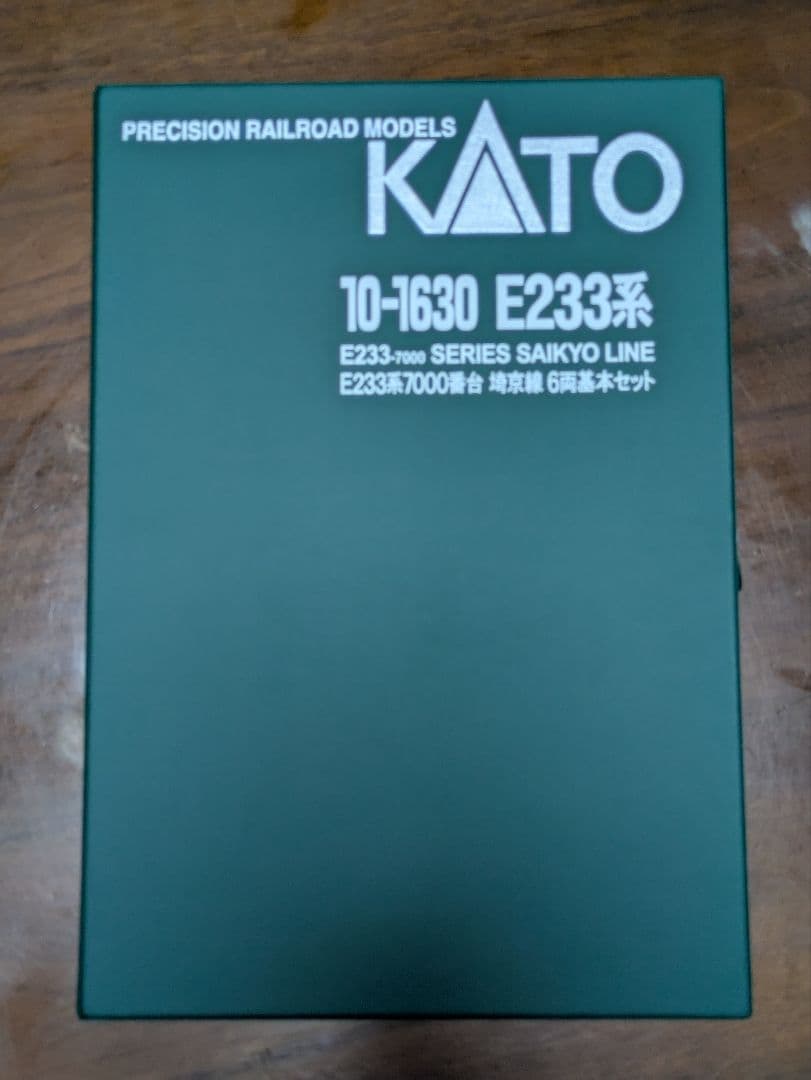 PRECISION RAILROAD MODELS
KATO
10-1630 E233系
E233-7000 SERIES SAIKYO LINE
E233系7000番台 埼京線 6両基本セット